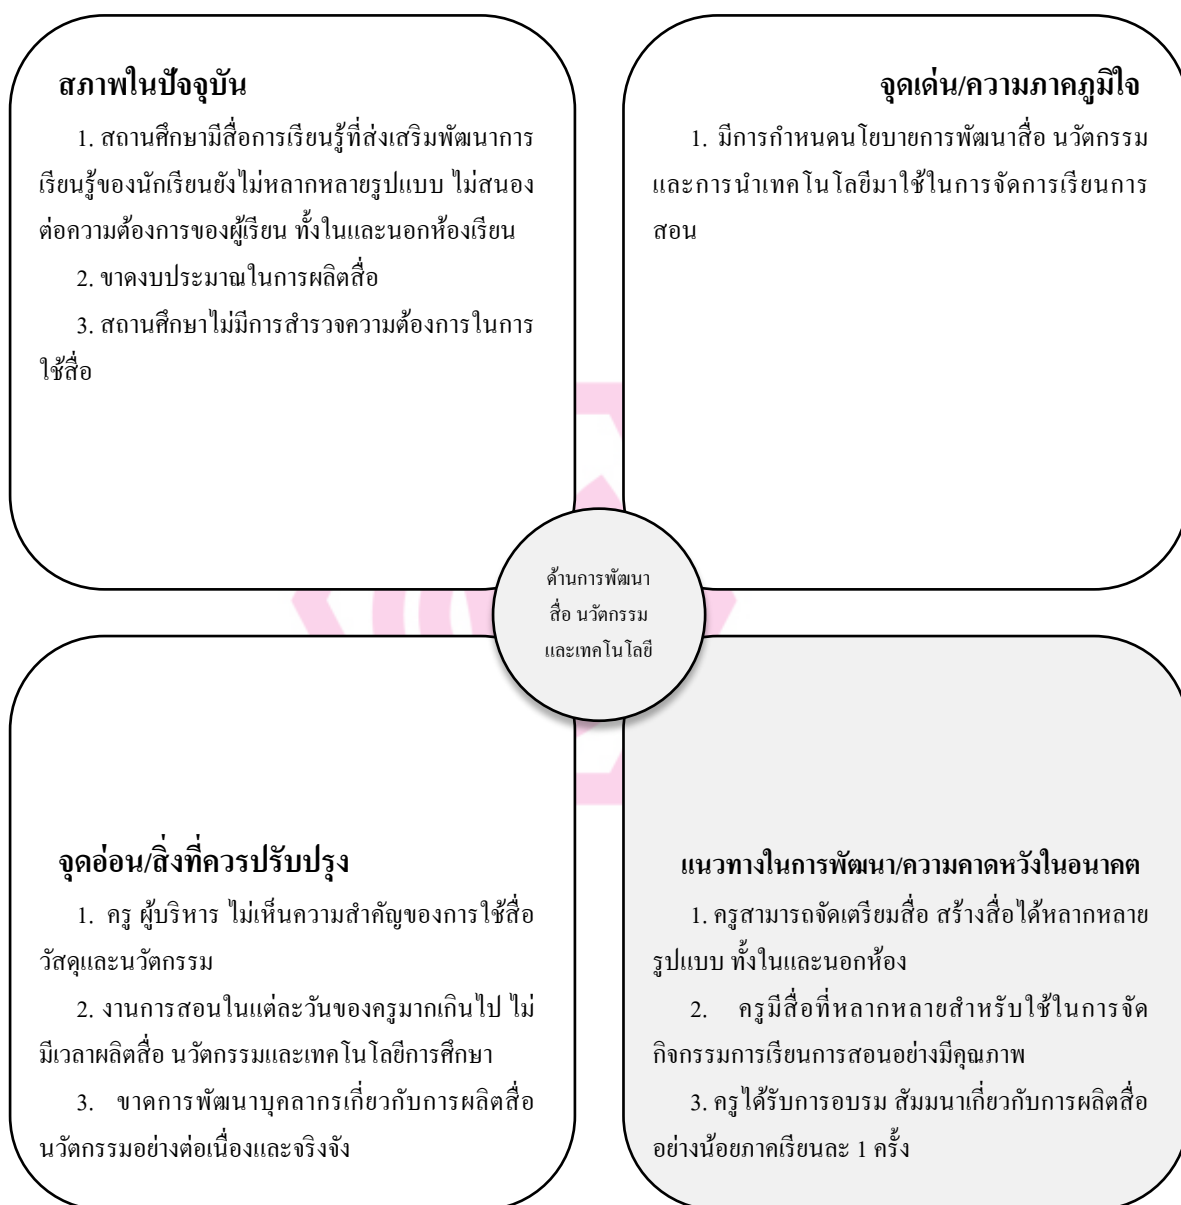 สภาพในปัจจุบัน
1. สถานศึกษามีสื่อการเรียนรู้ที่ส่งเสริมพัฒนาการ
เรียนรู้ของนักเรียนยังไม่หลากหลายรูปแบบ ไม่สนอง
ต่อความต้องการของผู้เรียน ทั้งในและนอกห้องเรียน
2. ขาดงบประมาณในการผลิตสื่อ
3. สถานศึกษาไม่มีการสำรวจความต้องการในการ
ใช้สื่อ
จุดเด่น/ความภาคภูมิใจ
1. มีการกำหนดนโยบายการพัฒนาสื่อ นวัตกรรม
และการนำเทคโนโลยีมาใช้ในการจัดการเรียนการ
สอน
ด้านการพัฒนา
สื่อ นวัตกรรม
และเทคโนโลยี
จุดอ่อน/สิ่งที่ควรปรับปรุง
1. ครู ผู้บริหาร ไม่เห็นความสำคัญของการใช้สื่อ
วัสดุและนวัตกรรม
2. งานการสอนในแต่ละวันของครูมากเกินไป ไม่
มีเวลาผลิตสื่อ นวัตกรรมและเทคโนโลยีการศึกษา
3. ขาดการพัฒนาบุคลากรเกี่ยวกับการผลิตสื่อ
นวัตกรรมอย่างต่อเนื่องและจริงจัง
แนวทางในการพัฒนา/ความคาดหวังในอนาคต
1. ครูสามารถจัดเตรียมสื่อ สร้างสื่อได้หลากหลาย
รูปแบบ ทั้งในและนอกห้อง
2. ครูมีสื่อที่หลากหลายสำหรับใช้ในการจัด
กิจกรรมการเรียนการสอนอย่างมีคุณภาพ
3. ครูได้รับการอบรม สัมมนาเกี่ยวกับการผลิตสื่อ
อย่างน้อยภาคเรียนละ 1 ครั้ง